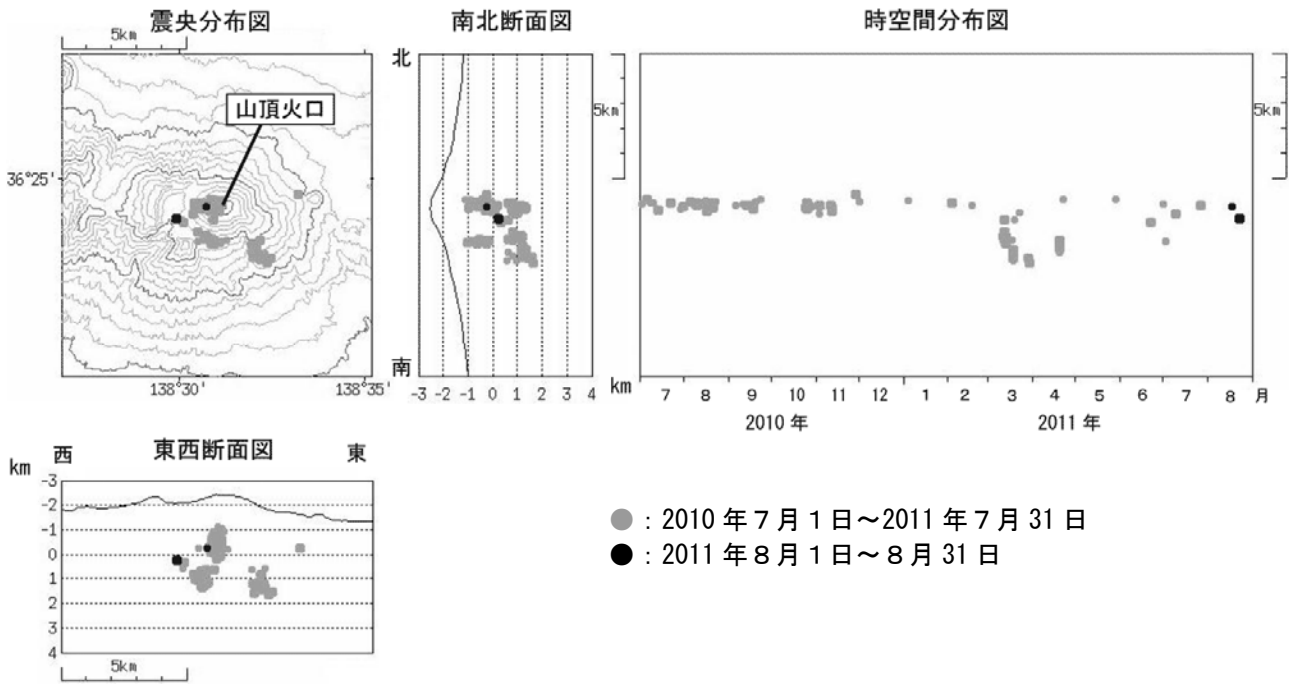 震央分布図
5km
山頂火口
36°25'
138°30'
138°35'
南北断面図
北
南
5km
km
-3 -2 -1 0 1 2 3 4
時空間分布図
5km
7 8 9 10 11 12 1 2 3 4 5 6 7 8 月
2010 年 2011 年
東西断面図
西 東
km
-3
-2
-1
0
1
2
3
4
5km
●：2010 年７月１日～2011 年７月 31 日
●：2011 年８月１日～８月 31 日